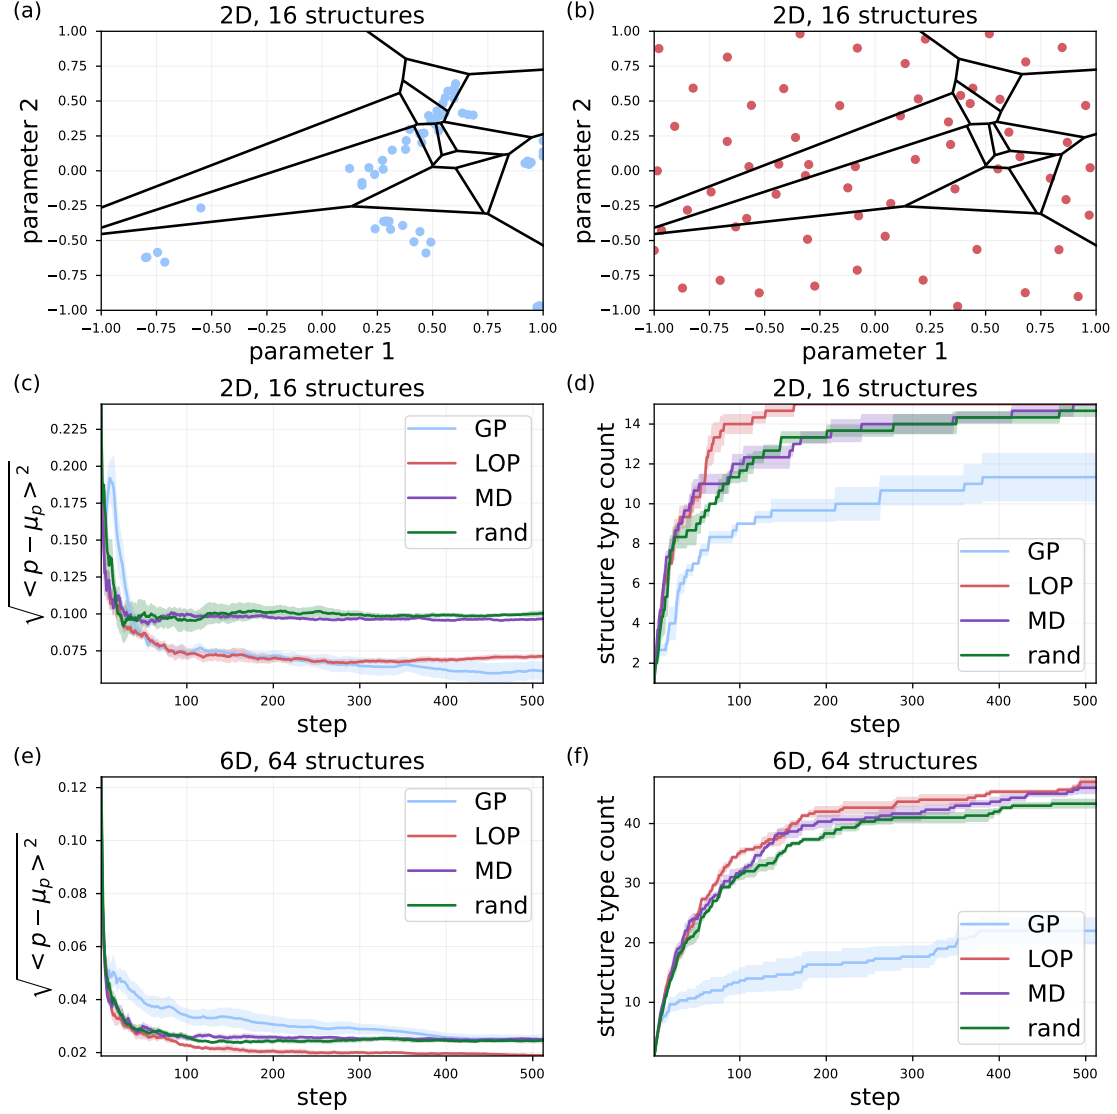 (a)
2D, 16 structures
1.00
0.75
0.50
0.25
0.00
−0.25
−0.50
−0.75
−1.00
parameter 2
−1.00 −0.75 −0.50 −0.25 0.00 0.25 0.50 0.75 1.00
parameter 1
(b)
2D, 16 structures
1.00
0.75
0.50
0.25
0.00
−0.25
−0.50
−0.75
−1.00
parameter 2
−1.00 −0.75 −0.50 −0.25 0.00 0.25 0.50 0.75 1.00
parameter 1
(c)
2D, 16 structures
0.225
0.200
0.175
0.150
0.125
0.100
0.075
√< p − μp >²
GP
LOP
MD
rand
100 200 300 400 500
step
(d)
2D, 16 structures
14
12
10
8
6
4
2
structure type count
GP
LOP
MD
rand
100 200 300 400 500
step
(e)
6D, 64 structures
0.12
0.10
0.08
0.06
0.04
0.02
√< p − μp >²
GP
LOP
MD
rand
100 200 300 400 500
step
(f)
6D, 64 structures
40
30
20
10
structure type count
GP
LOP
MD
rand
100 200 300 400 500
step